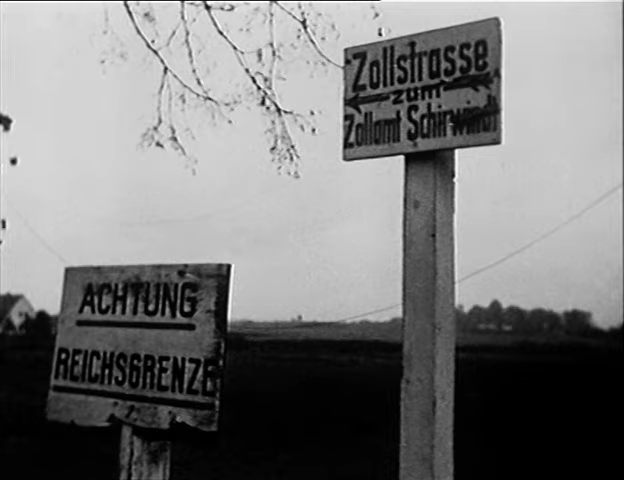 Zollstrasse
zum
Zollamt Schirwindt
ACHTUNG
REICHSGRENZE